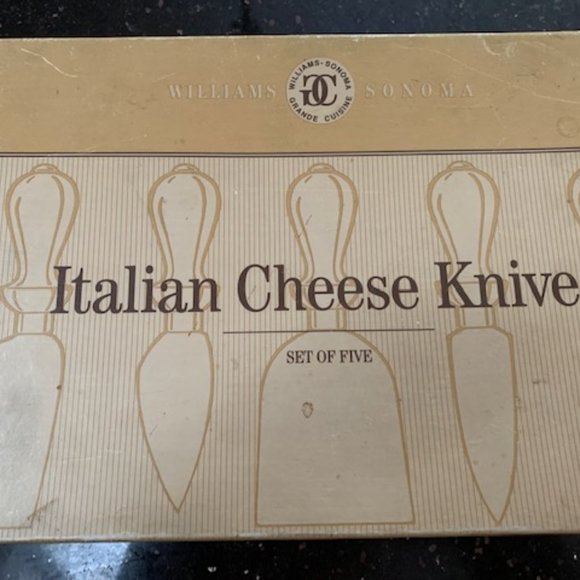 WILLIAMS SONOMA
WILLIAMS-SONOMA
GC
GRANDE CUISINE
Italian Cheese Knive
SET OF FIVE